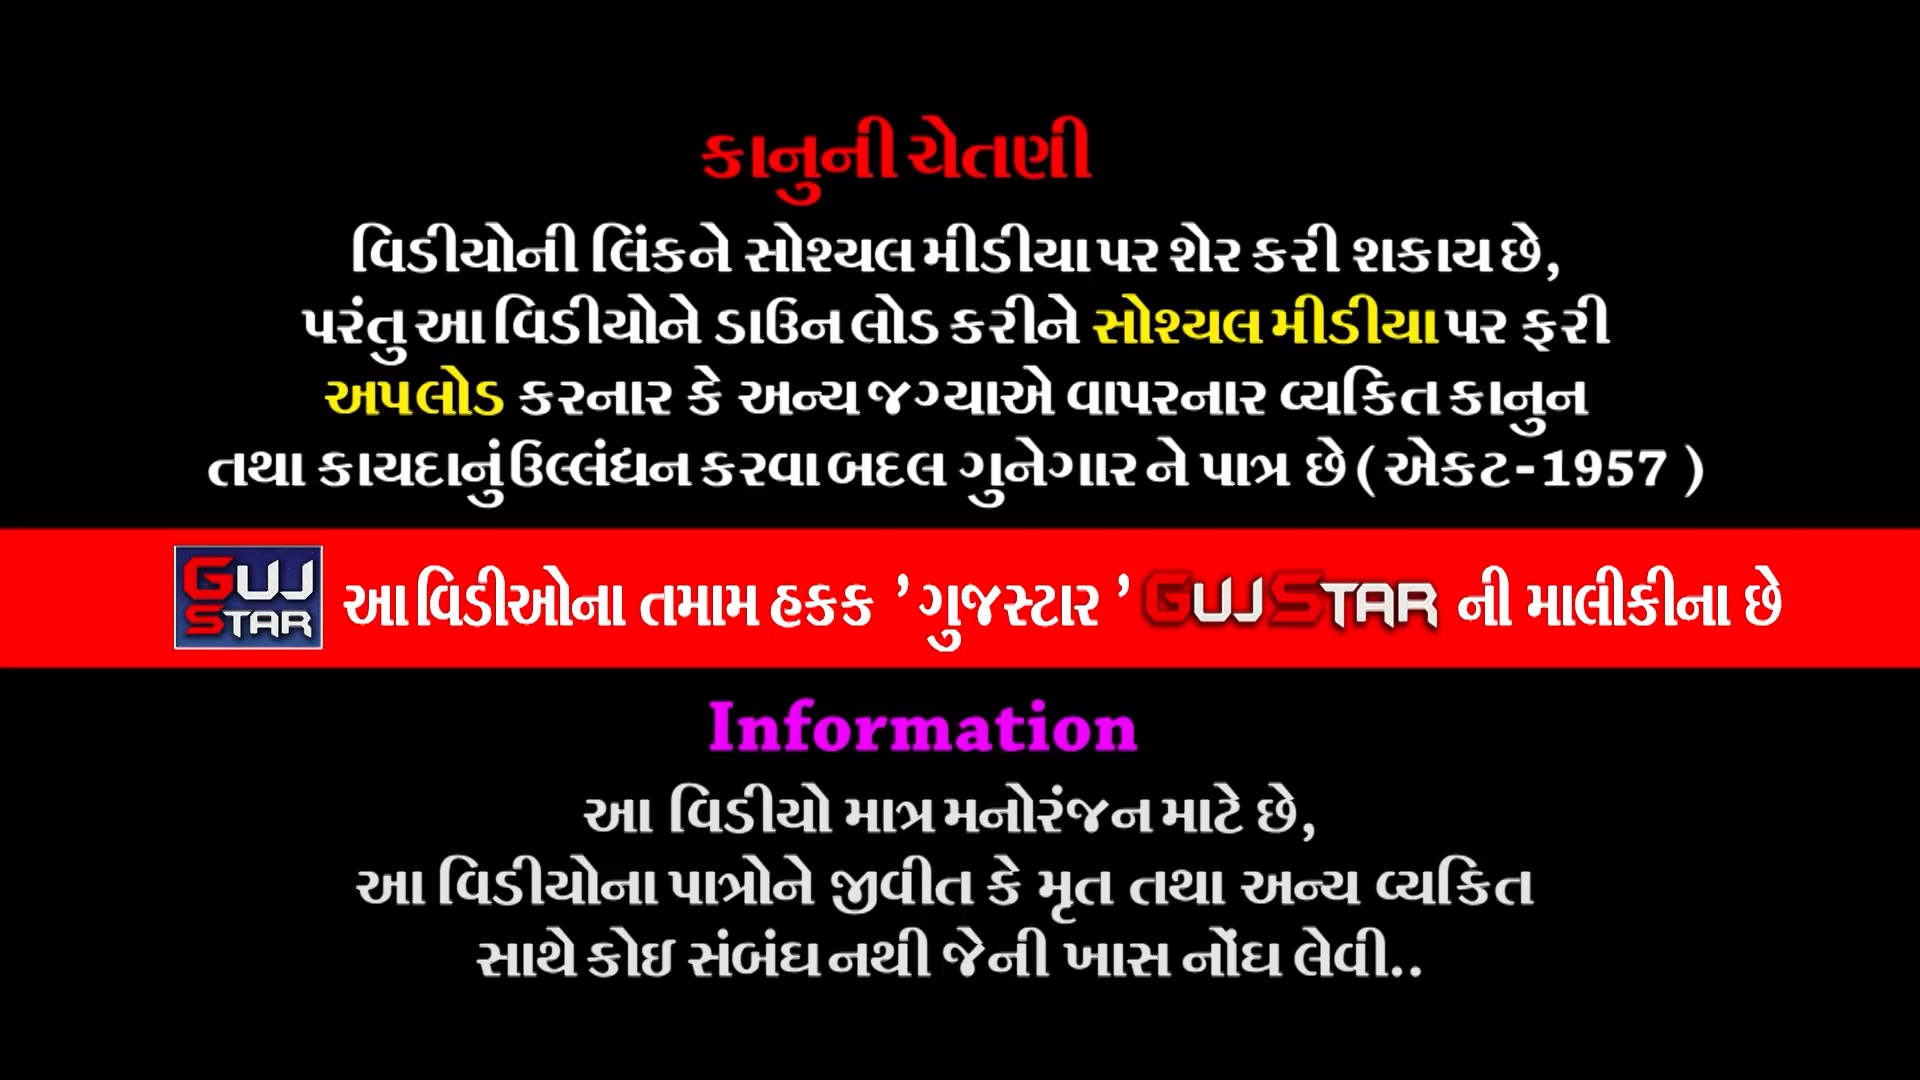 કાનુની ચેતણી
વિડીયોની લિંકને સોશ્યલ મીડીયા પર શેર કરી શકાય છે,
પરંતુ આ વિડીયોને ડાઉનલોડ કરીને સોશ્યલ મીડીયા પર ફરી
અપલોડ કરનાર કે અન્ય જગ્યાએ વાપરનાર વ્યકિત કાનુન
તથા કાયદાનું ઉલ્લંઘન કરવા બદલ ગુનેગાર ને પાત્ર છે ( એકટ-1957 )
GUJ STAR આ વિડીઓના તમામ હકક ’ ગુજસ્ટાર ’ GUJ STAR ની માલીકીના છે
Information
આ વિડીયો માત્ર મનોરંજન માટે છે,
આ વિડીયોના પાત્રોને જીવીત કે મૃત તથા અન્ય વ્યકિત
સાથે કોઇ સંબંઘ નથી જેની ખાસ નોંઘ લેવી..